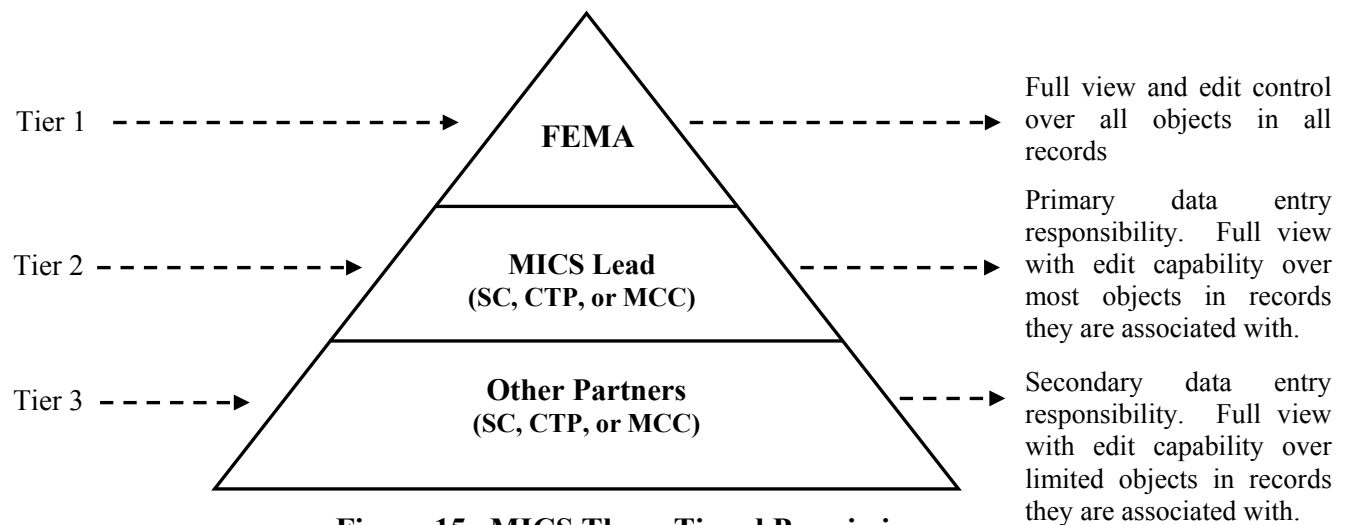 Tier 1
FEMA
Full view and edit control
over all objects in all
records
Tier 2
MICS Lead
(SC, CTP, or MCC)
Primary data entry
responsibility. Full view
with edit capability over
most objects in records
they are associated with.
Tier 3
Other Partners
(SC, CTP, or MCC)
Secondary data entry
responsibility. Full view
with edit capability over
limited objects in records
they are associated with.
Figure 15. MICS Three-Tiered